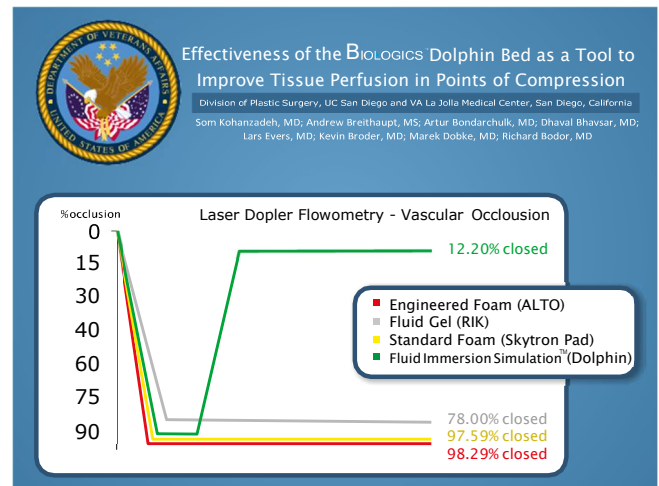 DEPARTMENT OF VETERANS AFFAIRS
UNITED STATES OF AMERICA
Effectiveness of the BIOLOGICS™ Dolphin Bed as a Tool to
Improve Tissue Perfusion in Points of Compression
Division of Plastic Surgery, UC San Diego and VA La Jolla Medical Center, San Diego, California
Som Kohanzadeh, MD; Andrew Breithaupt, MS; Artur Bondarchulk, MD; Dhaval Bhavsar, MD;
Lars Evers, MD; Kevin Broder, MD; Marek Dobke, MD; Richard Bodor, MD
%occlusion
Laser Dopler Flowometry - Vascular Occlousion
0
15
30
40
60
75
90
12.20% closed
Engineered Foam (ALTO)
Fluid Gel (RIK)
Standard Foam (Skytron Pad)
Fluid Immersion Simulation™ (Dolphin)
78.00% closed
97.59% closed
98.29% closed